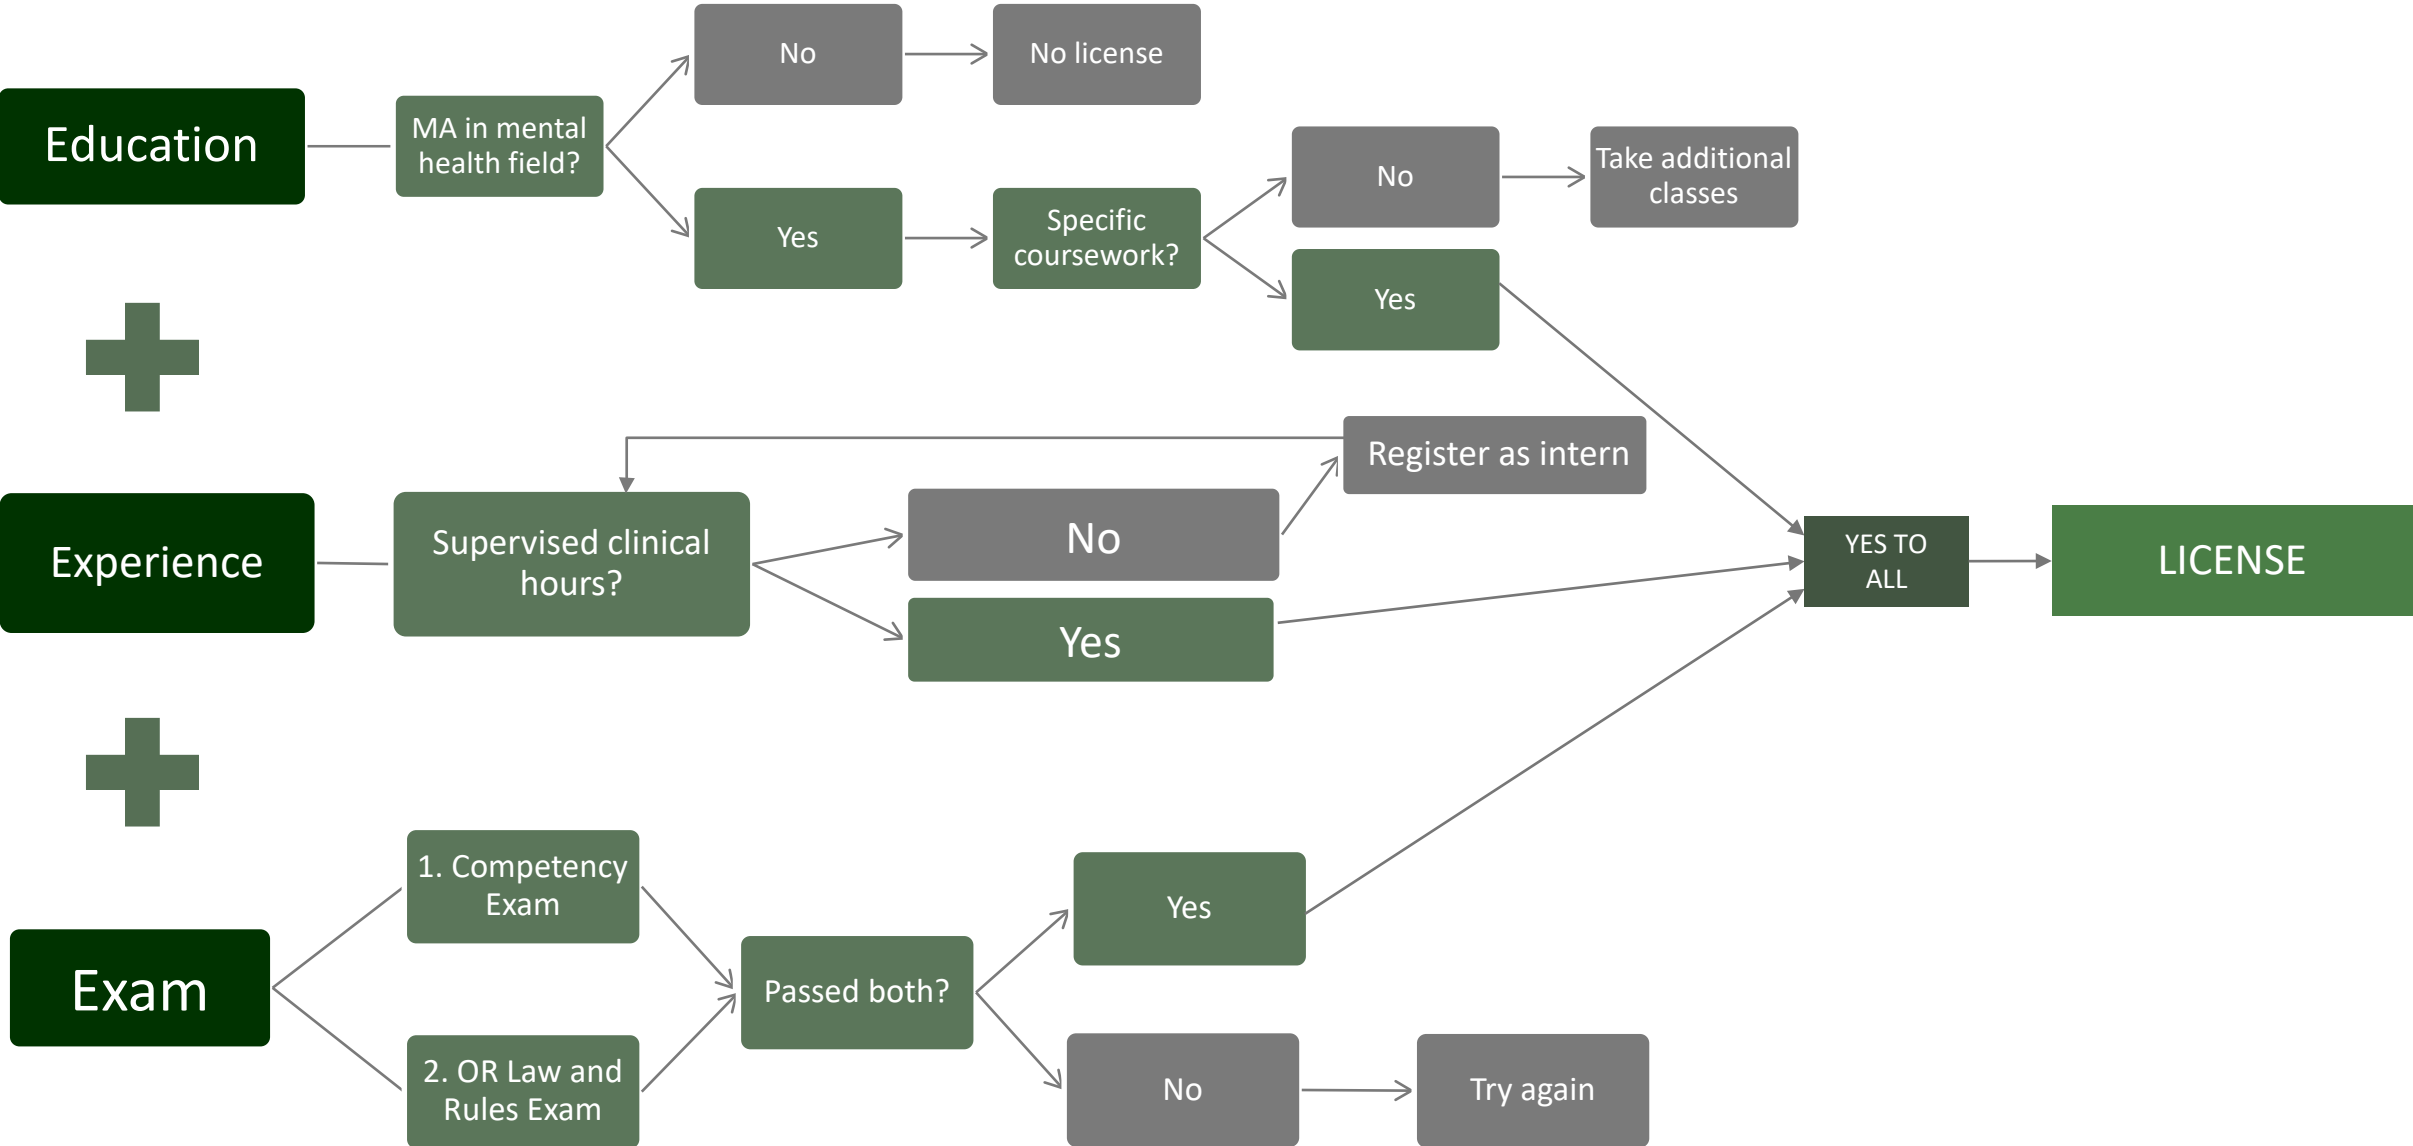 Education
MA in mental
health field?
No
No license
Yes
Specific
coursework?
No
Take additional
classes
Yes
Experience
Supervised clinical
hours?
No
Register as intern
Yes
YES TO
ALL
LICENSE
Exam
1. Competency
Exam
2. OR Law and
Rules Exam
Passed both?
Yes
No
Try again